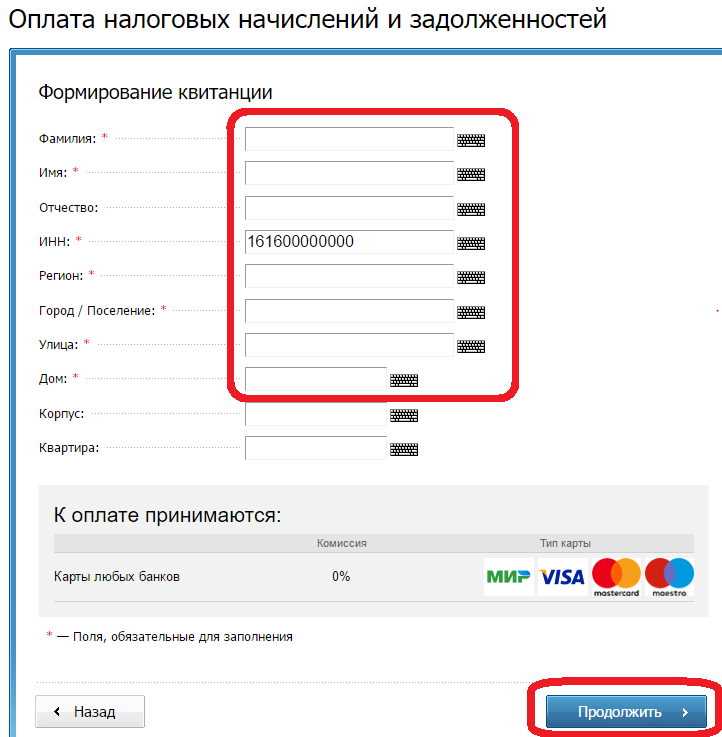 Оплата налоговых начислений и задолженностей
Формирование квитанции
Фамилия: *
Имя: *
Отчество:
ИНН: * 161600000000
Регион: *
Город / Поселение: *
Улица: *
Дом: *
Корпус:
Квартира:
К оплате принимаются:
Комиссия Тип карты
Карты любых банков 0% МИР VISA mastercard maestro
* — Поля, обязательные для заполнения
Назад Продолжить